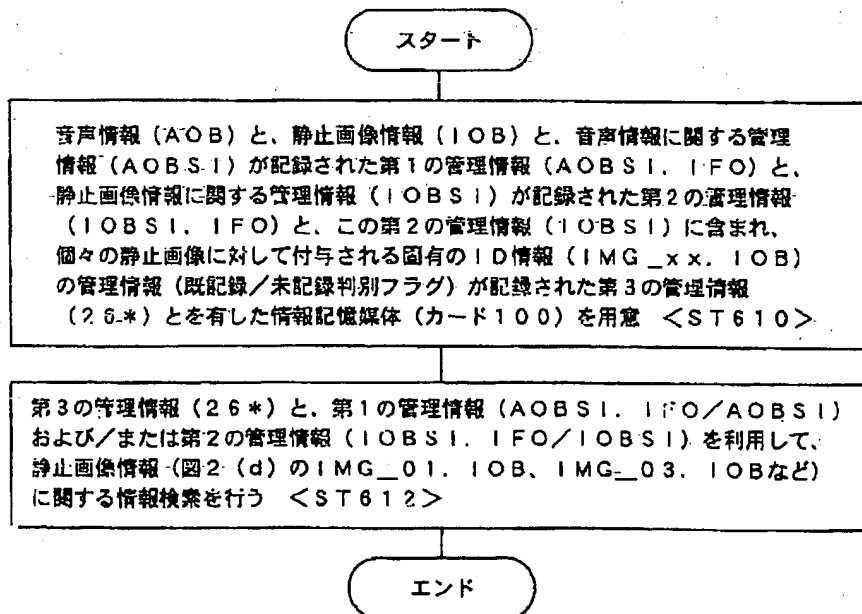 スタート
音声情報（AOB）と、静止画像情報（IOB）と、音声情報に関する管理
情報（AOBSI）が記録された第1の管理情報（AOBSI．IFO）と、
静止画像情報に関する管理情報（IOBSI）が記録された第2の管理情報
（IOBSI．IFO）と、この第2の管理情報（IOBSI）に含まれ、
個々の静止画像に対して付与される固有のID情報（IMG_xx．IOB）
の管理情報（既記録／未記録判別フラグ）が記録された第3の管理情報
（26*）とを有した情報記憶媒体（カード100）を用意　＜ST610＞
第3の管理情報（26*）と、第1の管理情報（AOBSI．IFO／AOBSI）
および／または第2の管理情報（IOBSI．IFO／IOBSI）を利用して、
静止画像情報（図2（d）のIMG_01．IOB、IMG_03．IOBなど）
に関する情報検索を行う　＜ST612＞
エンド